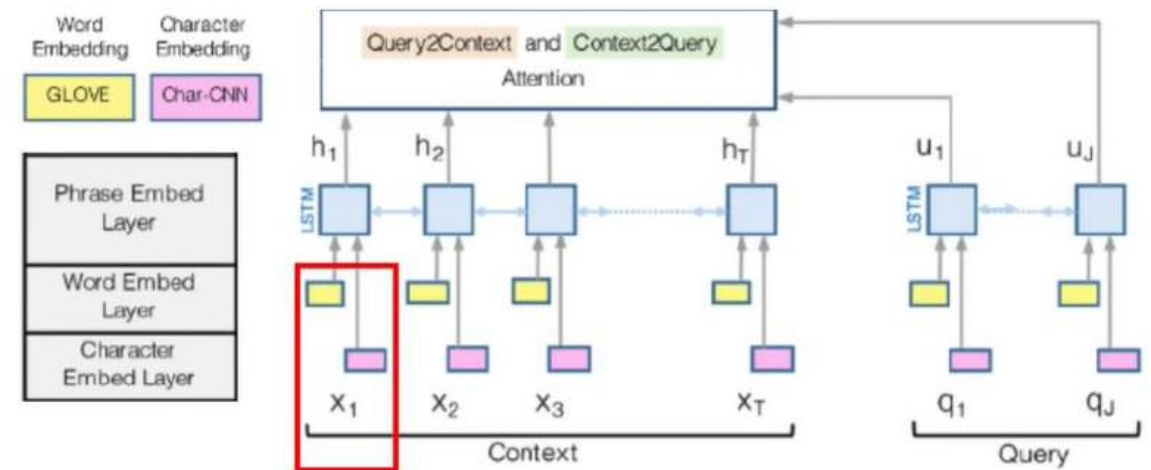 Word
Embedding
Character
Embedding
GLOVE
Char-CNN
Query2Context and Context2Query
Attention
h1
h2
hT
u1
uJ
LSTM
LSTM
Phrase Embed
Layer
Word Embed
Layer
Character
Embed Layer
x1
x2
x3
xT
q1
qJ
Context
Query